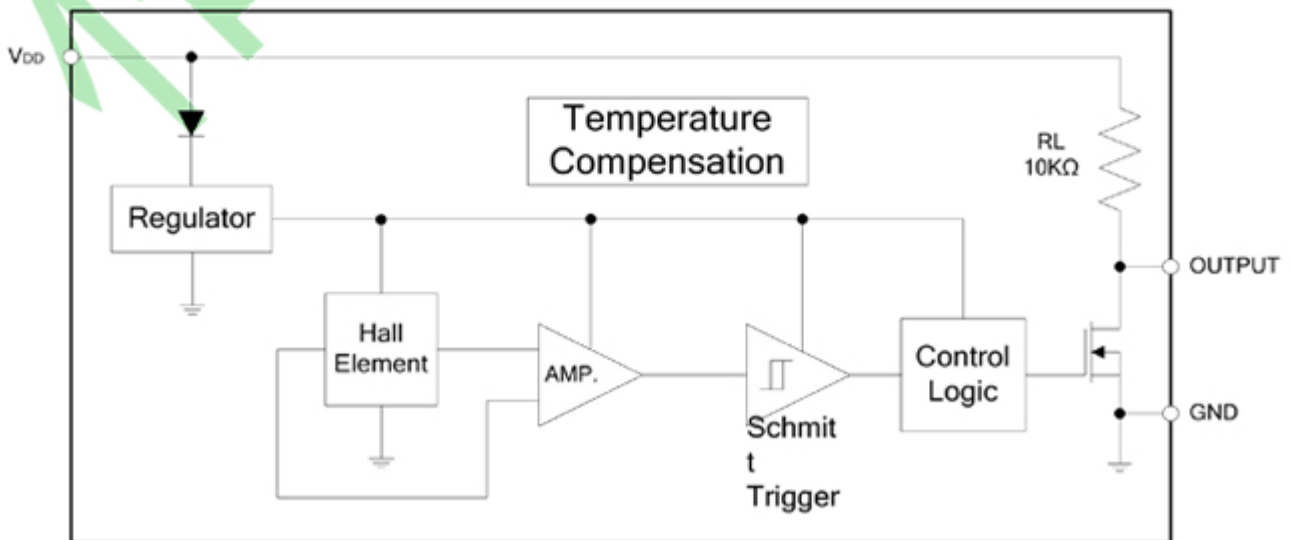 VDD
Temperature
Compensation
RL
10KΩ
Regulator
OUTPUT
Hall
Element
AMP.
Control
Logic
GND
Schmit
t
Trigger